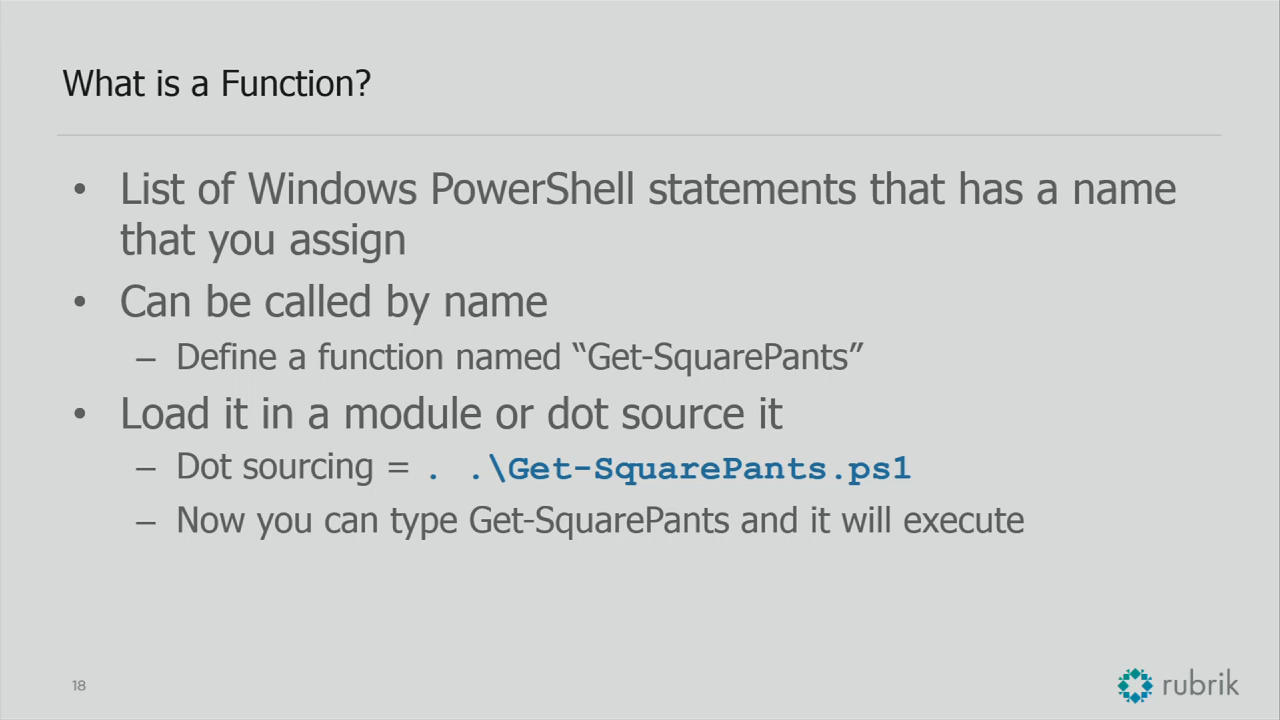 What is a Function?
• List of Windows PowerShell statements that has a name
that you assign
• Can be called by name
– Define a function named “Get-SquarePants”
• Load it in a module or dot source it
– Dot sourcing = . .\Get-SquarePants.ps1
– Now you can type Get-SquarePants and it will execute
18
rubrik